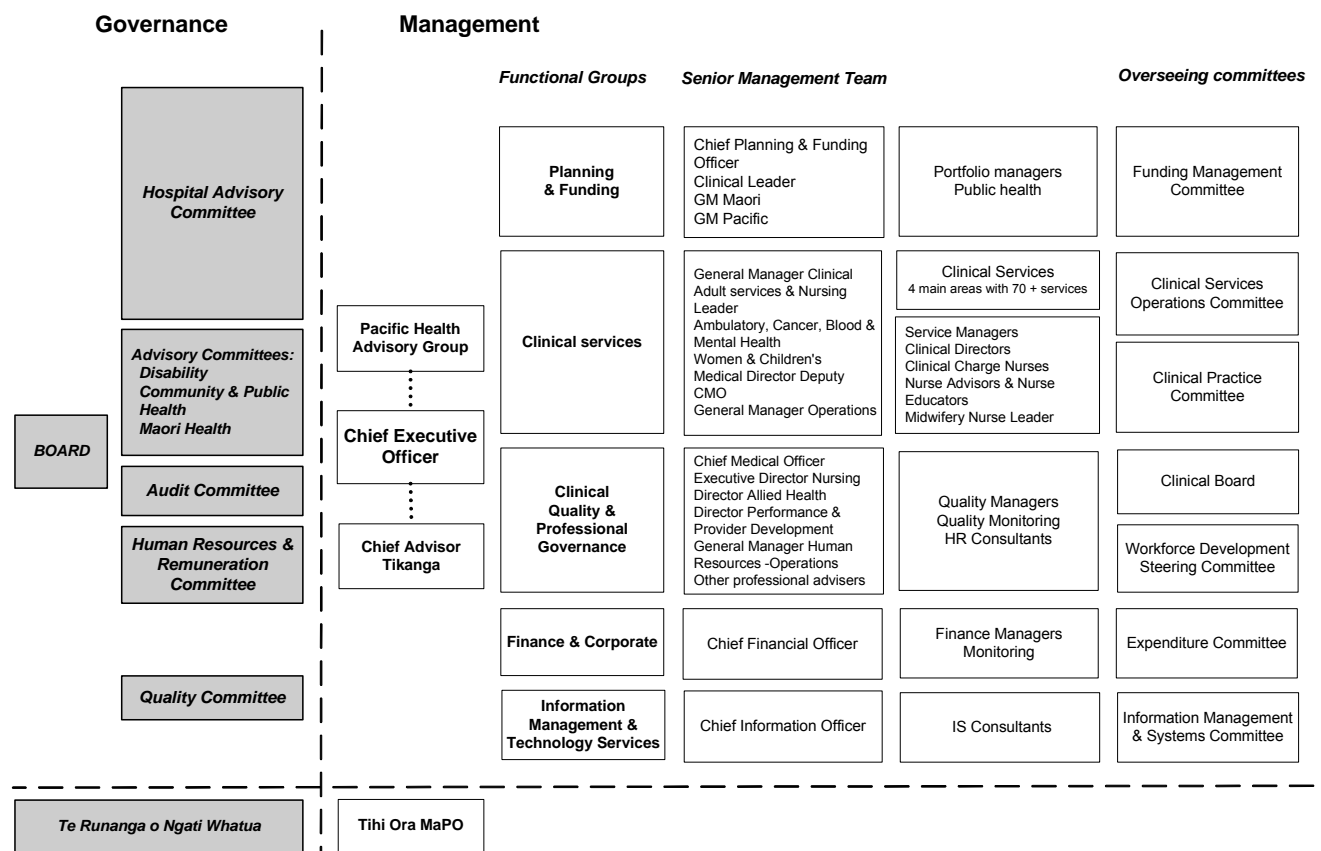 Governance
Management
Functional Groups
Senior Management Team
Overseeing committees
Hospital Advisory
Committee
Advisory Committees:
Disability
Community & Public
Health
Maori Health
BOARD
Audit Committee
Human Resources &
Remuneration
Committee
Quality Committee
Pacific Health
Advisory Group
Chief Executive
Officer
Chief Advisor
Tikanga
Planning
& Funding
Chief Planning & Funding
Officer
Clinical Leader
GM Maori
GM Pacific
Portfolio managers
Public health
Funding Management
Committee
Clinical services
General Manager Clinical
Adult services & Nursing
Leader
Ambulatory, Cancer, Blood &
Mental Health
Women & Children's
Medical Director Deputy
CMO
General Manager Operations
Clinical Services
4 main areas with 70 + services
Service Managers
Clinical Directors
Clinical Charge Nurses
Nurse Advisors & Nurse
Educators
Midwifery Nurse Leader
Clinical Services
Operations Committee
Clinical Practice
Committee
Clinical
Quality &
Professional
Governance
Chief Medical Officer
Executive Director Nursing
Director Allied Health
Director Performance &
Provider Development
General Manager Human
Resources -Operations
Other professional advisers
Quality Managers
Quality Monitoring
HR Consultants
Clinical Board
Workforce Development
Steering Committee
Finance & Corporate
Chief Financial Officer
Finance Managers
Monitoring
Expenditure Committee
Information
Management &
Technology Services
Chief Information Officer
IS Consultants
Information Management
& Systems Committee
Te Runanga o Ngati Whatua
Tihi Ora MaPO